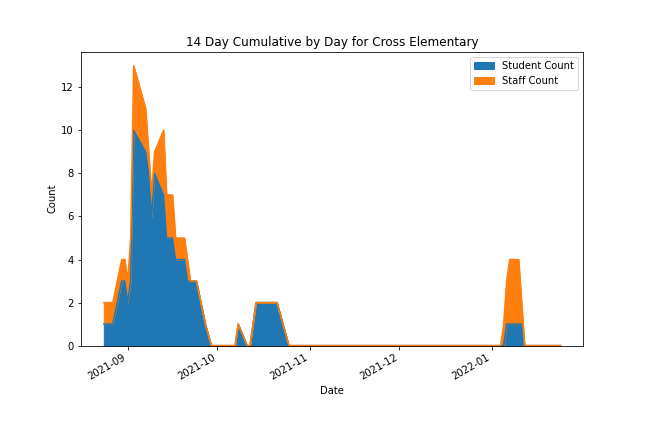 14 Day Cumulative by Day for Cross Elementary
Student Count
Staff Count
12
10
8
6
4
2
0
Count
2021-09
2021-10
2021-11
2021-12
2022-01
Date